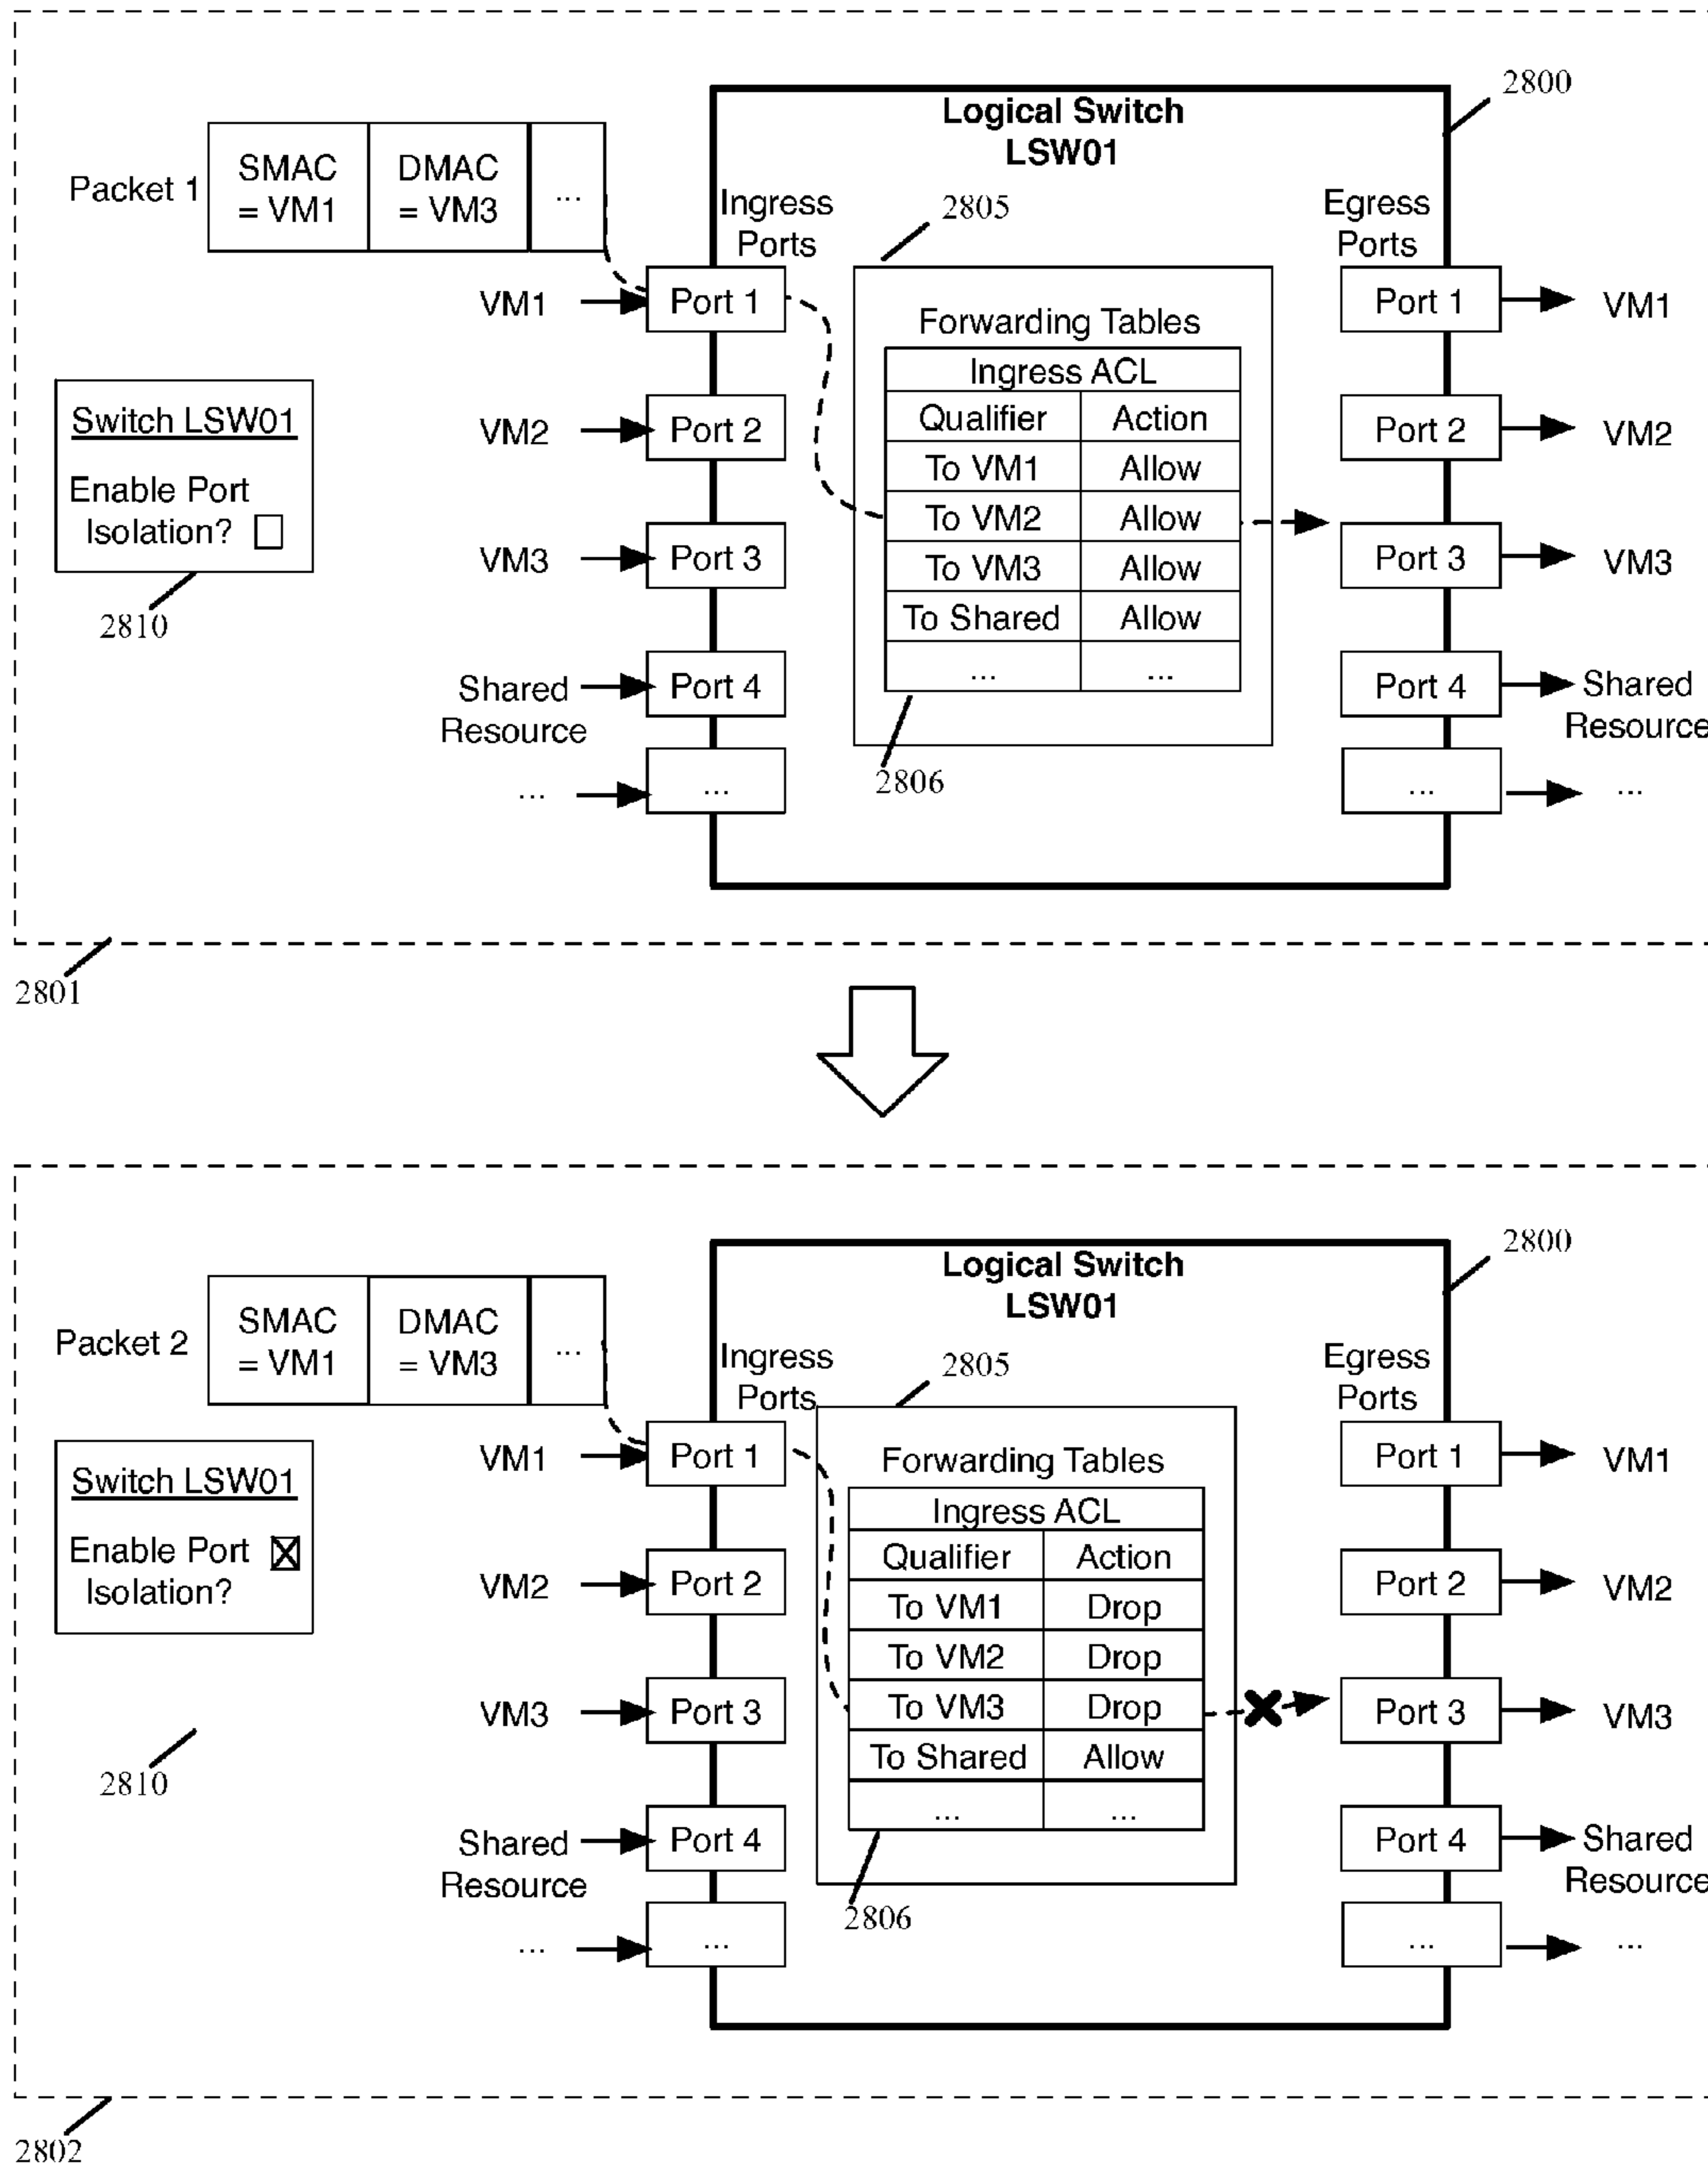 2800
Logical Switch
LSW01
Packet 1
SMAC
= VM1
DMAC
= VM3
...
Ingress
Ports
2805
Egress
Ports
VM1
Port 1
Forwarding Tables
Port 1
VM1
Ingress ACL
Qualifier
Action
To VM1
Allow
To VM2
Allow
To VM3
Allow
To Shared
Allow
...
...
Switch LSW01
Enable Port
Isolation?
2810
VM2
Port 2
Port 2
VM2
VM3
Port 3
Port 3
VM3
Shared
Resource
Port 4
Port 4
Shared
Resource
2806
...
...
...
...
2801
2800
Logical Switch
LSW01
Packet 2
SMAC
= VM1
DMAC
= VM3
...
Ingress
Ports
2805
Egress
Ports
VM1
Port 1
Forwarding Tables
Port 1
VM1
Ingress ACL
Qualifier
Action
To VM1
Drop
To VM2
Drop
To VM3
Drop
To Shared
Allow
...
...
Switch LSW01
Enable Port
Isolation?
2810
VM2
Port 2
Port 2
VM2
VM3
Port 3
Port 3
VM3
Shared
Resource
Port 4
Port 4
Shared
Resource
2806
...
...
...
...
2802